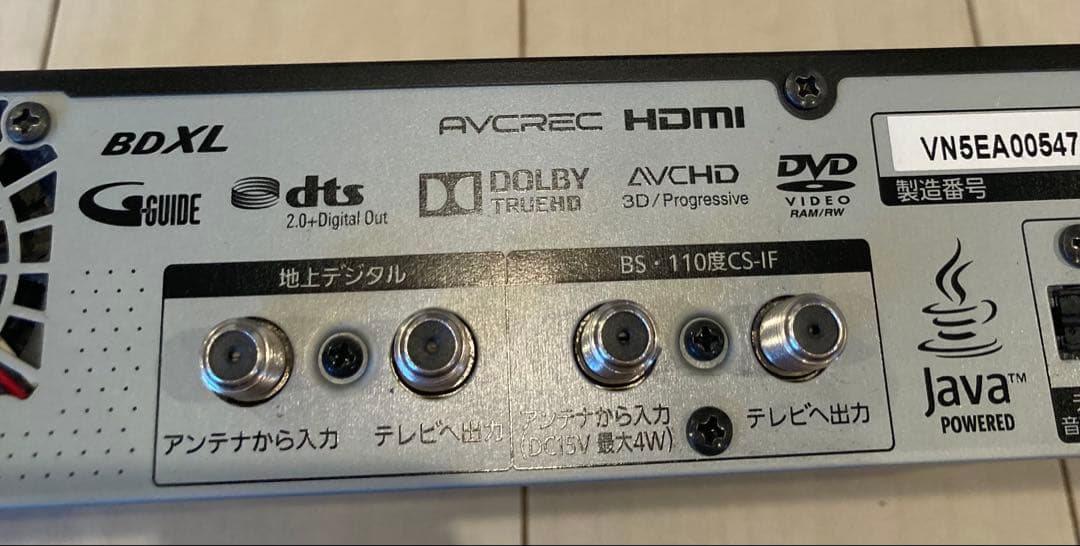 BDXL
AVCREC HDMI
G-GUIDE
dts
2.0+Digital Out
DOLBY
TRUEHD
AVCHD
3D/Progressive
DVD
VIDEO
RAM/RW
VN5EA00547
製造番号
地上デジタル
アンテナから入力
テレビへ出力
BS・110度CS-IF
アンテナから入力
(DC15V 最大4W)
テレビへ出力
Java™
POWERED
音